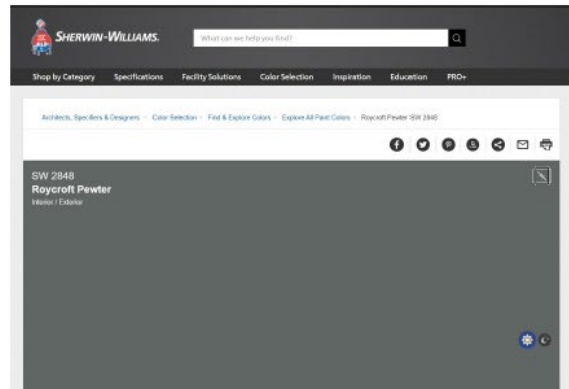 SHERWIN-WILLIAMS.
What can we help you find?
Shop by Category Specifications Facility Solutions Color Selection Inspiration Education PRO+
Architects, Specifiers & Designers Color Selection Find & Explore Colors Explore All Paint Colors Roycroft Pewter SW 2848
SW 2848
Roycroft Pewter
Interior / Exterior